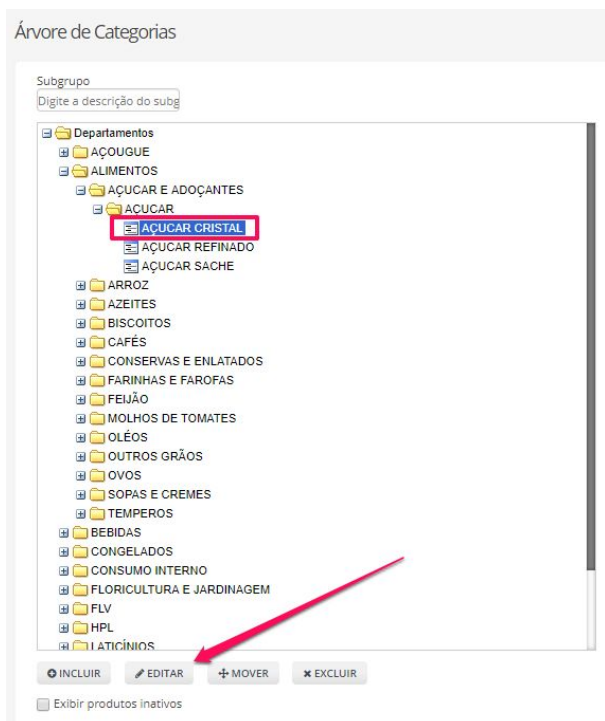 Árvore de Categorias
Subgrupo
Digite a descrição do subg
Departamentos
AÇOUGUE
ALIMENTOS
AÇUCAR E ADOÇANTES
AÇUCAR
AÇUCAR CRISTAL
AÇUCAR REFINADO
AÇUCAR SACHE
ARROZ
AZEITES
BISCOITOS
CAFÉS
CONSERVAS E ENLATADOS
FARINHAS E FAROFAS
FEIJÃO
MOLHOS DE TOMATES
OLÉOS
OUTROS GRÃOS
OVOS
SOPAS E CREMES
TEMPEROS
BEBIDAS
CONGELADOS
CONSUMO INTERNO
FLORICULTURA E JARDINAGEM
FLV
HPL
LATICÍNIOS
INCLUIR EDITAR MOVER EXCLUIR
Exibir produtos inativos